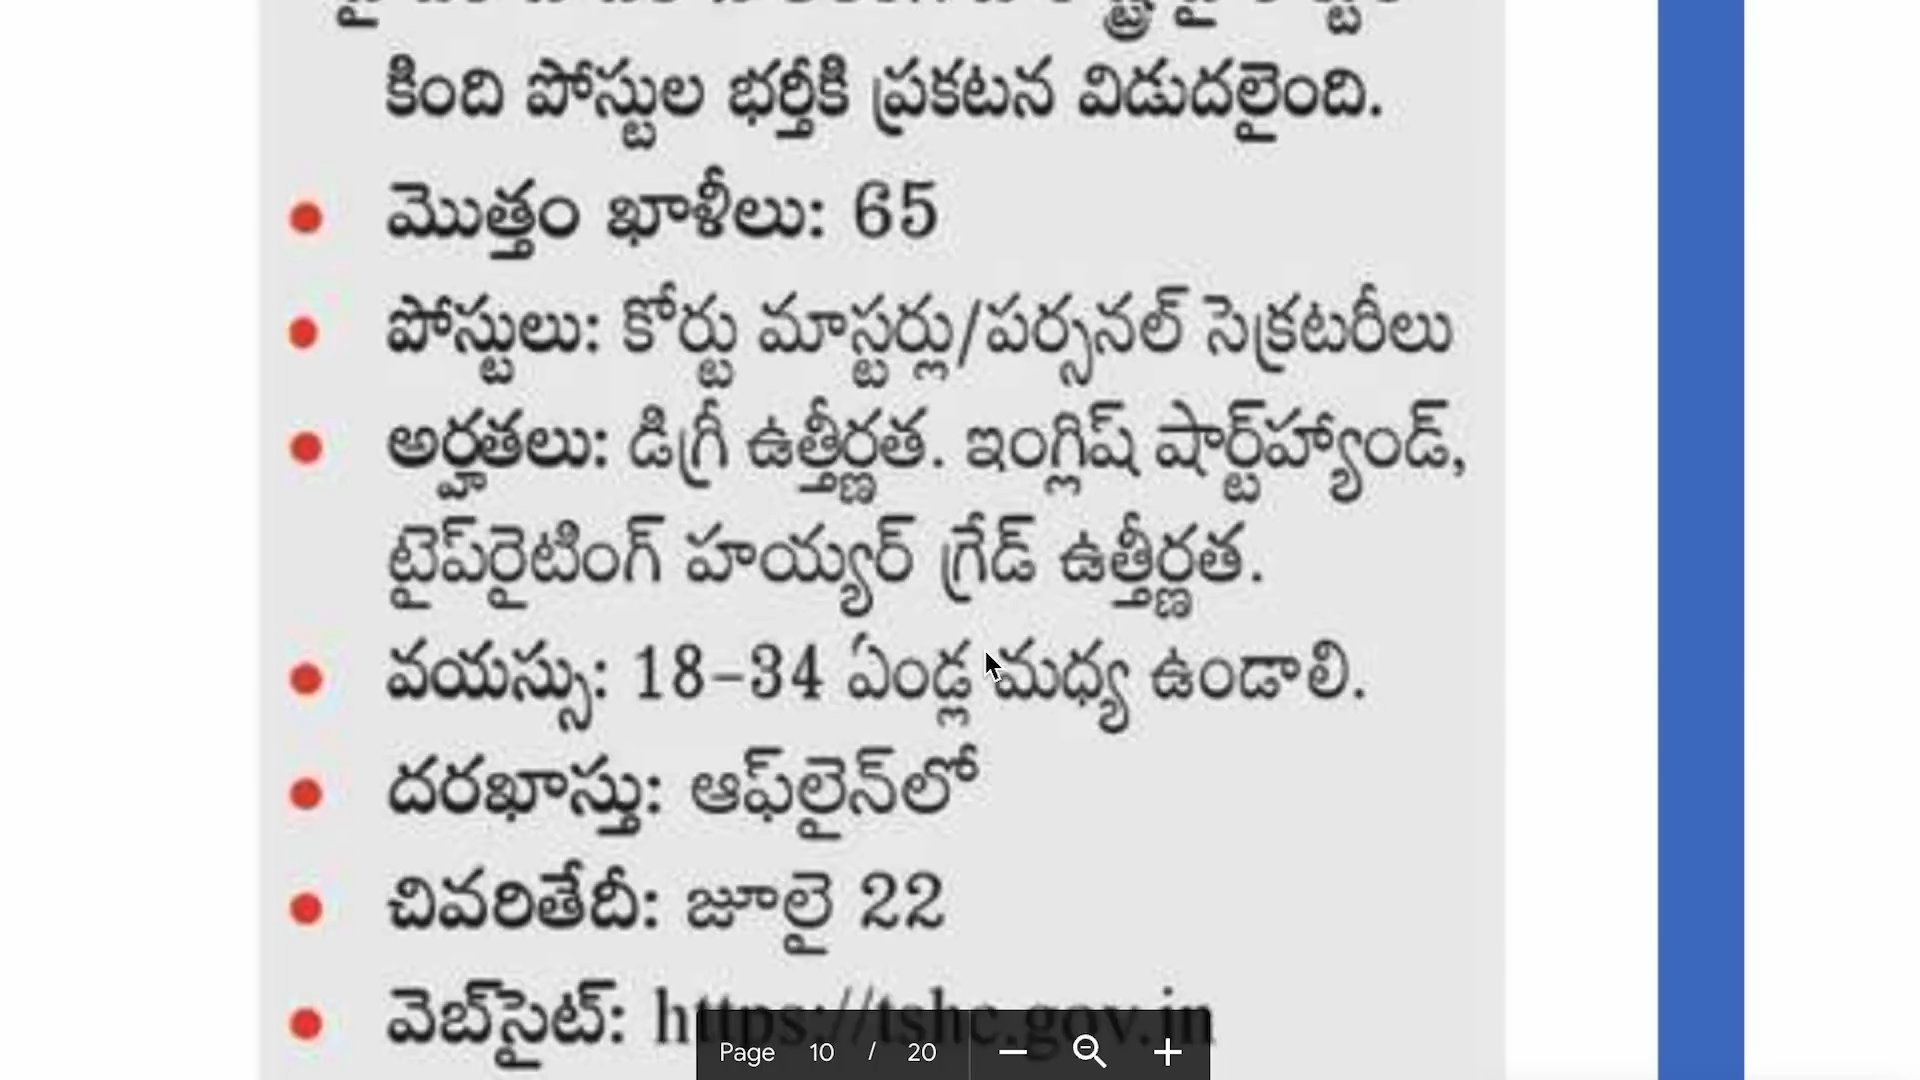 కింది పోస్టుల భర్తీకి ప్రకటన విడుదలైంది.
• మొత్తం ఖాళీలు: 65
• పోస్టులు: కోర్టు మాస్టర్లు/పర్సనల్ సెక్రటరీలు
• అర్హతలు: డిగ్రీ ఉత్తీర్ణత. ఇంగ్లిష్ షార్ట్‌హ్యాండ్,
టైప్‌రైటింగ్ హయ్యర్ గ్రేడ్ ఉత్తీర్ణత.
• వయస్సు: 18-34 ఏండ్ల మధ్య ఉండాలి.
• దరఖాస్తు: ఆఫ్‌లైన్‌లో
• చివరితేదీ: జూలై 22
• వెబ్‌సైట్: https://tshc.gov.in
Page 10 / 20